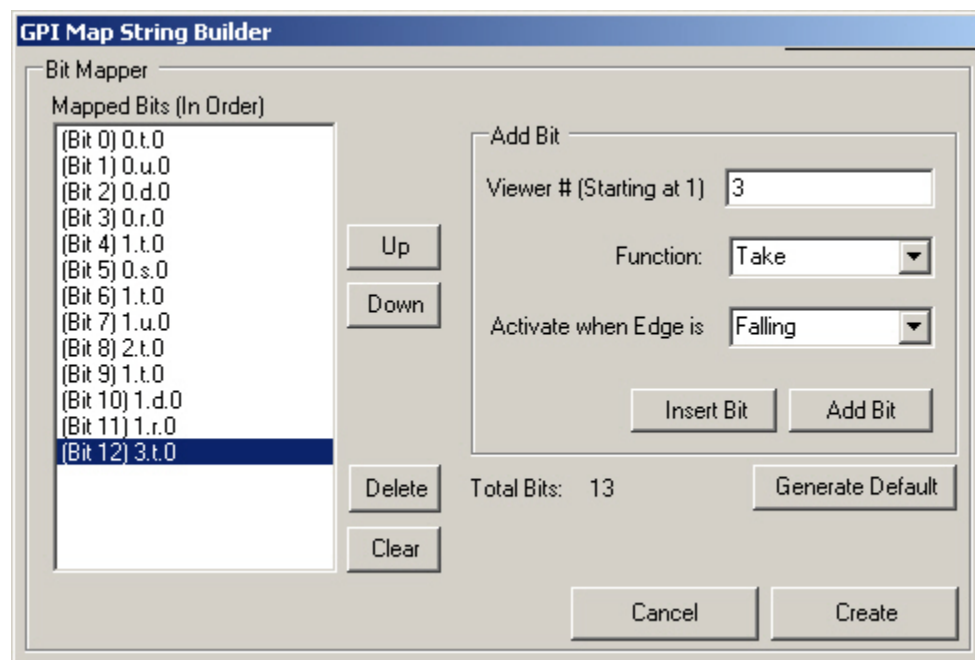 GPI Map String Builder
Bit Mapper
Mapped Bits (In Order)
(Bit 0) 0.t.0
(Bit 1) 0.u.0
(Bit 2) 0.d.0
(Bit 3) 0.r.0
(Bit 4) 1.t.0
(Bit 5) 0.s.0
(Bit 6) 1.t.0
(Bit 7) 1.u.0
(Bit 8) 2.t.0
(Bit 9) 1.t.0
(Bit 10) 1.d.0
(Bit 11) 1.r.0
(Bit 12) 3.t.0
Up
Down
Delete
Clear
Add Bit
Viewer # (Starting at 1) 3
Function: Take
Activate when Edge is Falling
Insert Bit Add Bit
Total Bits: 13 Generate Default
Cancel Create